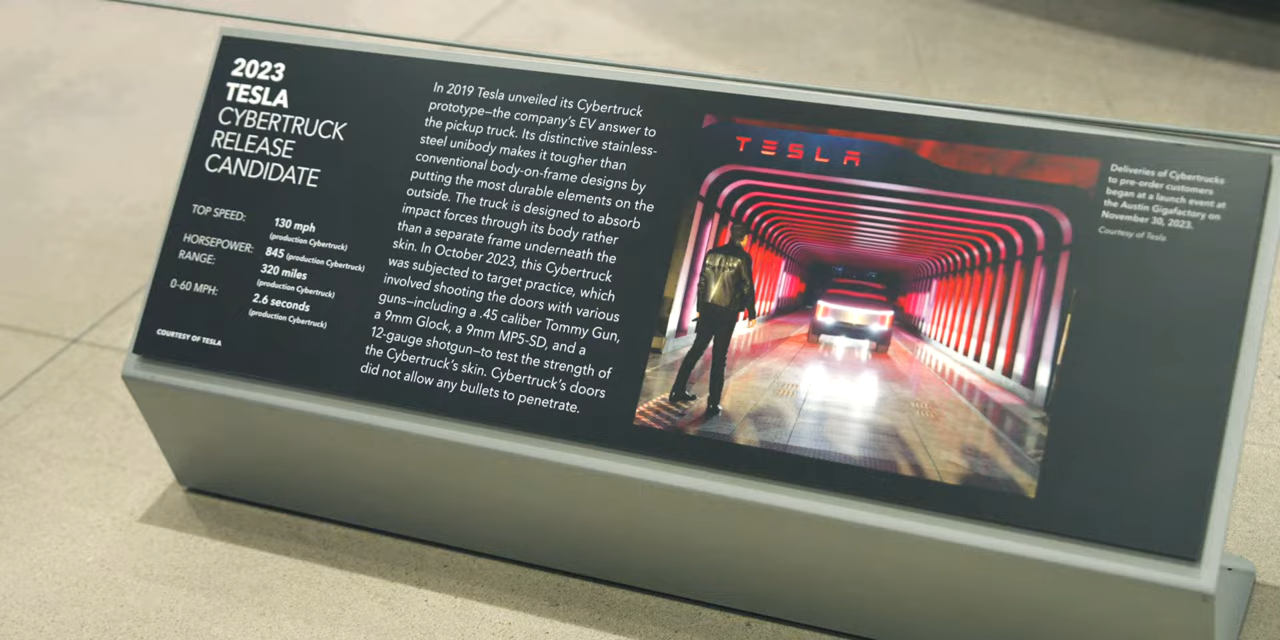 2023
TESLA
CYBERTRUCK
RELEASE
CANDIDATE
TOP SPEED:
130 mph
(production Cybertruck)
HORSEPOWER:
845 (production Cybertruck)
RANGE:
320 miles
(production Cybertruck)
0-60 MPH:
2.6 seconds
(production Cybertruck)
COURTESY OF TESLA
In 2019 Tesla unveiled its Cybertruck
prototype—the company's EV answer to
the pickup truck. Its distinctive stainless-
steel unibody makes it tougher than
conventional body-on-frame designs by
putting the most durable elements on the
outside. The truck is designed to absorb
impact forces through its body rather
than a separate frame underneath the
skin. In October 2023, this Cybertruck
was subjected to target practice, which
involved shooting the doors with various
guns—including a .45 caliber Tommy Gun,
a 9mm Glock, a 9mm MP5-SD, and a
12-gauge shotgun—to test the strength of
the Cybertruck's skin. Cybertruck's doors
did not allow any bullets to penetrate.
TESLA
Deliveries of Cybertrucks
to pre-order customers
began at a launch event at
the Austin Gigafactory on
November 30, 2023.
Courtesy of Tesla